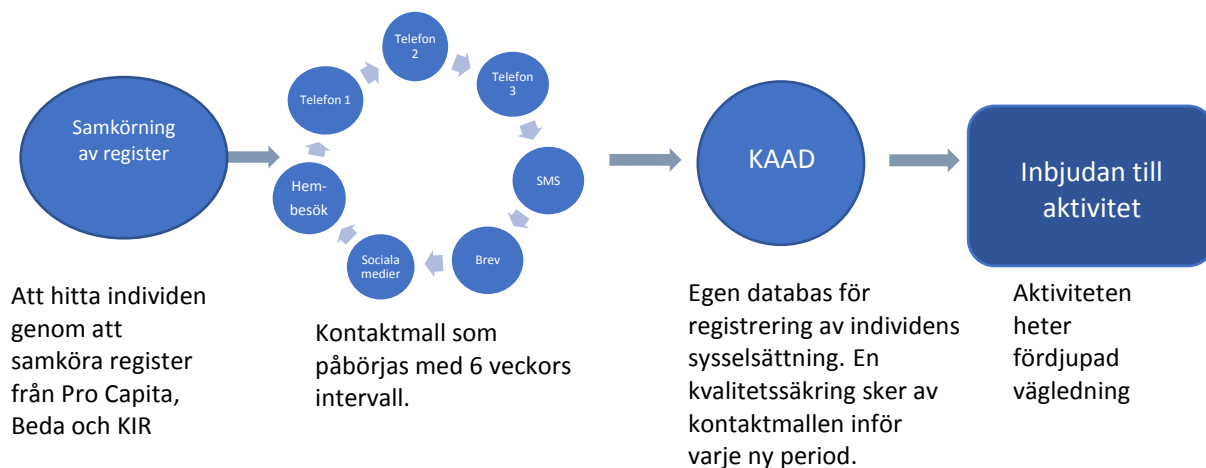 Samkörning
av register
Telefon 1
Telefon
2
Telefon
3
SMS
Brev
Sociala
medier
Hem-
besök
KAAD
Inbjudan till
aktivitet
Att hitta individen
genom att
samköra register
från Pro Capita,
Beda och KIR
Kontaktmall som
påbörjas med 6 veckors
intervall.
Egen databas för
registrering av individens
sysselsättning. En
kvalitetssäkring sker av
kontaktmallen inför
varje ny period.
Aktiviteten
heter
fördjupad
vägledning